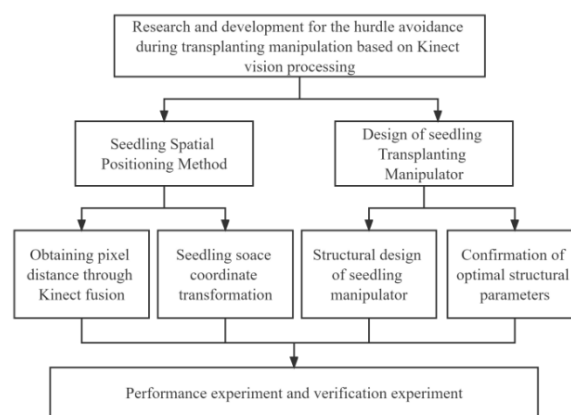 Research and development for the hurdle avoidance
during transplanting manipulation based on Kinect
vision processing
Seedling Spatial
Positioning Method
Design of seedling
Transplanting
Manipulator
Obtaining pixel
distance through
Kinect fusion
Seedling soace
coordinate
transformation
Structural design
of seedling
manipulator
Confirmation of
optimal structural
parameters
Performance experiment and verification experiment